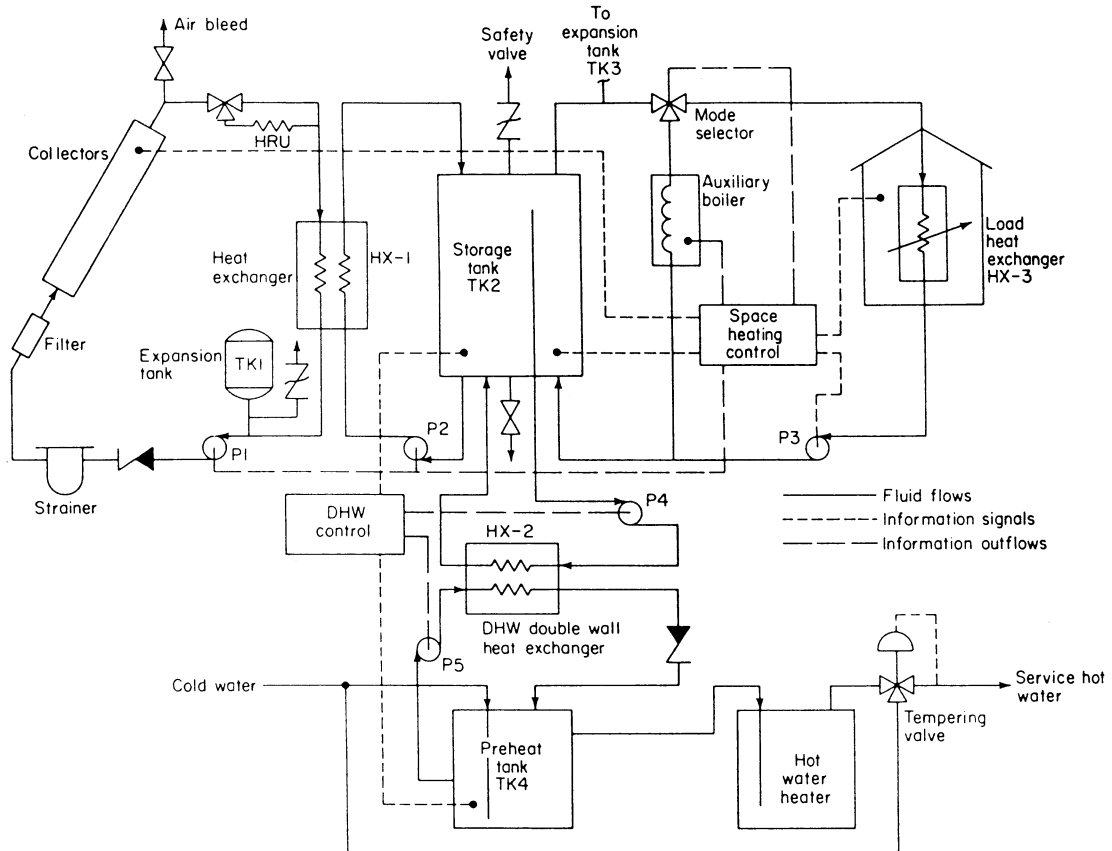 Air bleed
To
expansion
tank
TK3
Safety
valve
Mode
selector
HRU
Collectors
Auxiliary
boiler
Load
heat
exchanger
HX-3
Heat
exchanger
HX-1
Storage
tank
TK2
Space
heating
control
Filter
Expansion
tank
TK1
P1
P2
P3
Strainer
DHW
control
P4
HX-2
Fluid flows
Information signals
Information outflows
DHW double wall
heat exchanger
P5
Cold water
Service hot
water
Tempering
valve
Preheat
tank
TK4
Hot
water
heater